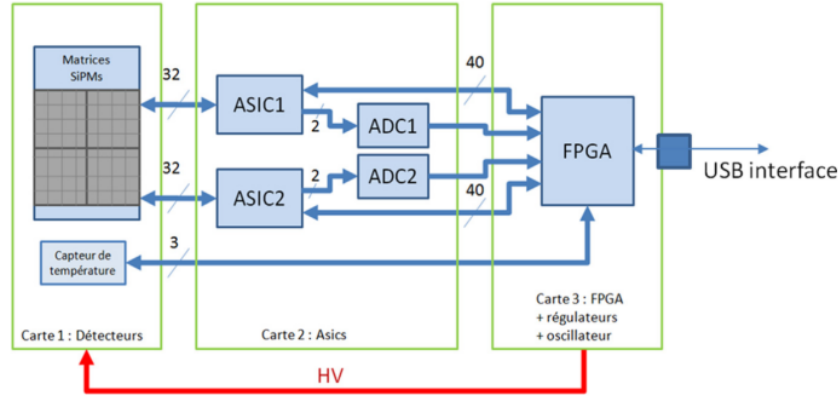 Matrices
SiPMs
32
32
Capteur de
température
3
Carte 1 : Détecteurs
ASIC1
2
ADC1
ASIC2
2
ADC2
Carte 2 : Asics
40
40
FPGA
Carte 3 : FPGA
+ régulateurs
+ oscillateur
USB interface
HV